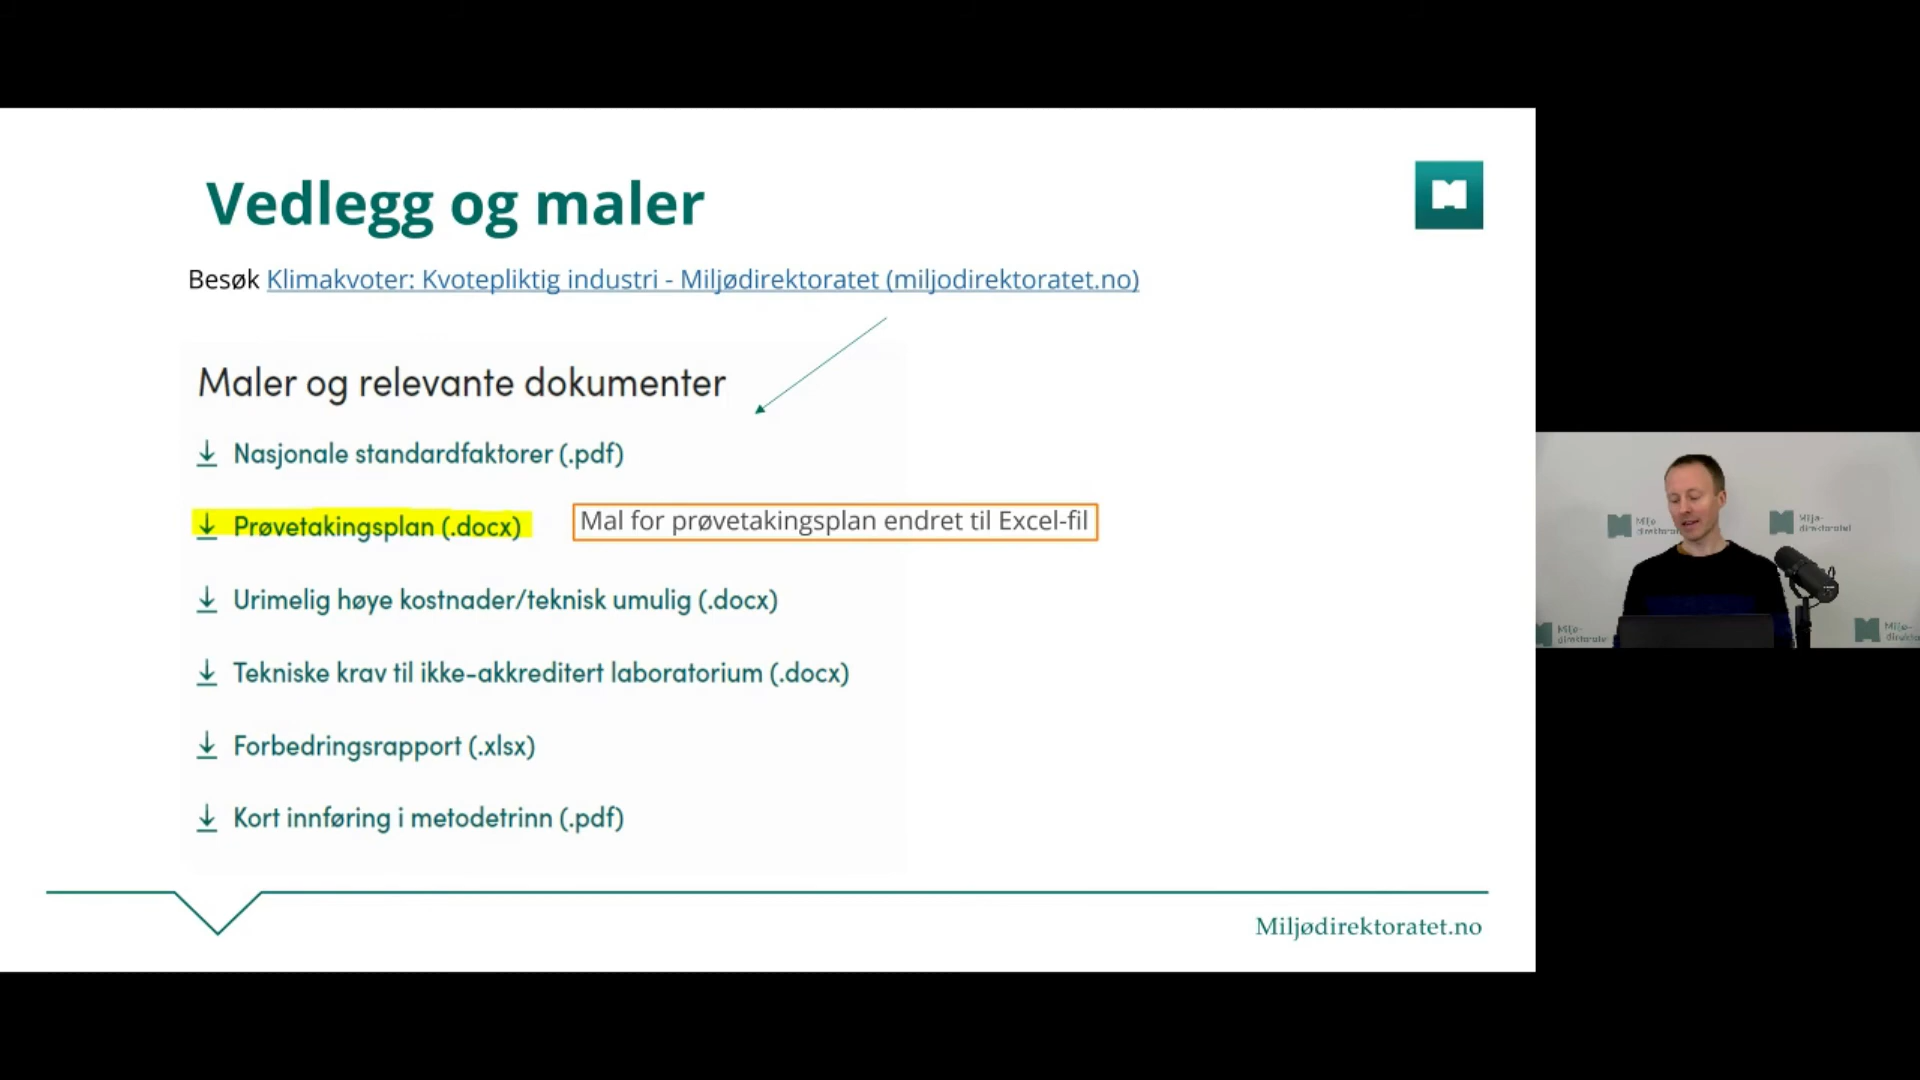 Vedlegg og maler
Besøk Klimakvoter: Kvotepliktig industri - Miljødirektoratet (miljodirektoratet.no)
Maler og relevante dokumenter
Nasjonale standardfaktorer (.pdf)
Prøvetakingsplan (.docx)
Mal for prøvetakingsplan endret til Excel-fil
Urimelig høye kostnader/teknisk umulig (.docx)
Tekniske krav til ikke-akkreditert laboratorium (.docx)
Forbedringsrapport (.xlsx)
Kort innføring i metodetrinn (.pdf)
Miljødirektoratet.no
Miljø-
direktoratet